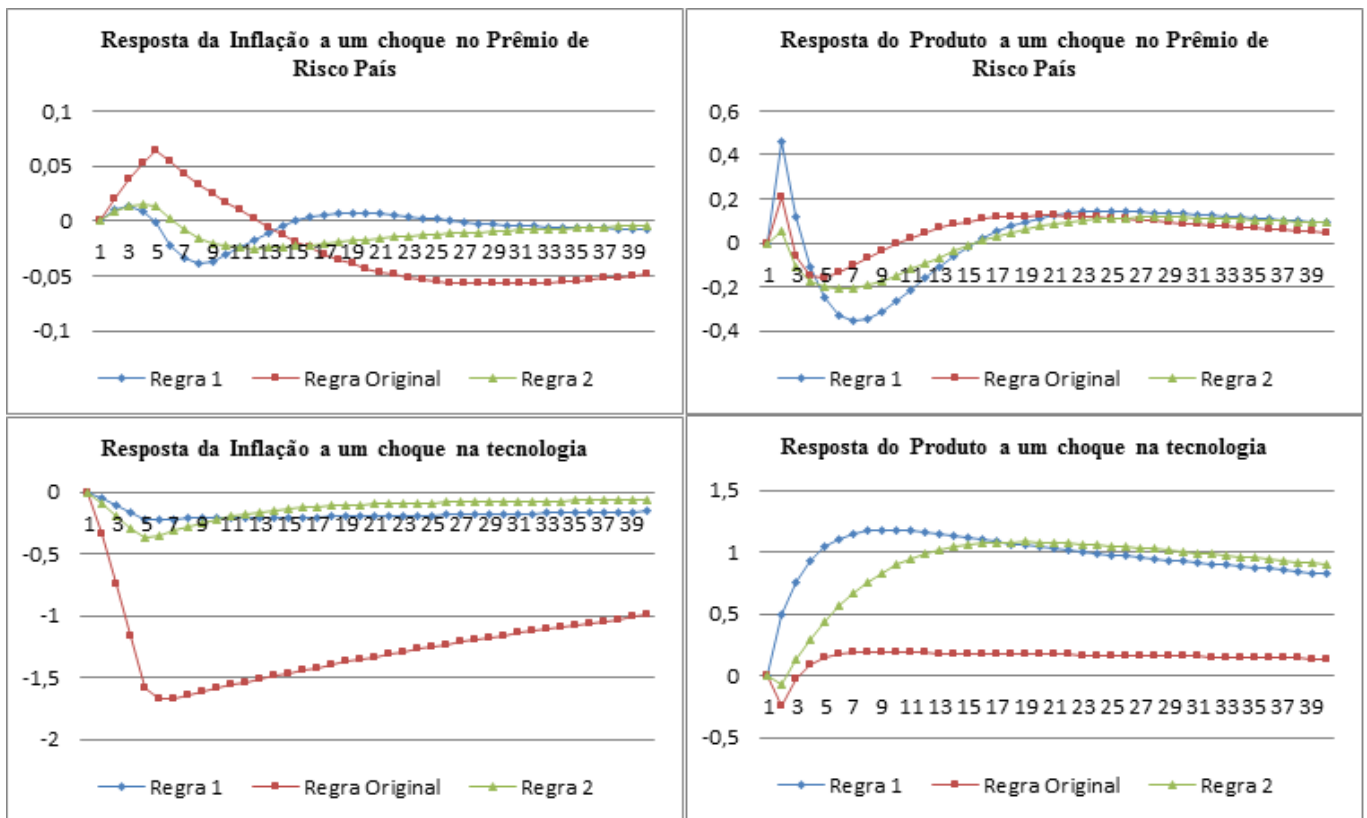 Resposta da Inflação a um choque no Prêmio de
Risco País
0,1
0,05
0
-0,05
-0,1
1 3 5 7 9 11 13 15 17 19 21 23 25 27 29 31 33 35 37 39
Regra 1 Regra Original Regra 2
Resposta do Produto a um choque no Prêmio de
Risco País
0,6
0,4
0,2
0
-0,2
-0,4
1 3 5 7 9 11 13 15 17 19 21 23 25 27 29 31 33 35 37 39
Regra 1 Regra Original Regra 2
Resposta da Inflação a um choque na tecnologia
0
-0,5
-1
-1,5
-2
1 3 5 7 9 11 13 15 17 19 21 23 25 27 29 31 33 35 37 39
Regra 1 Regra Original Regra 2
Resposta do Produto a um choque na tecnologia
1,5
1
0,5
0
-0,5
1 3 5 7 9 11 13 15 17 19 21 23 25 27 29 31 33 35 37 39
Regra 1 Regra Original Regra 2